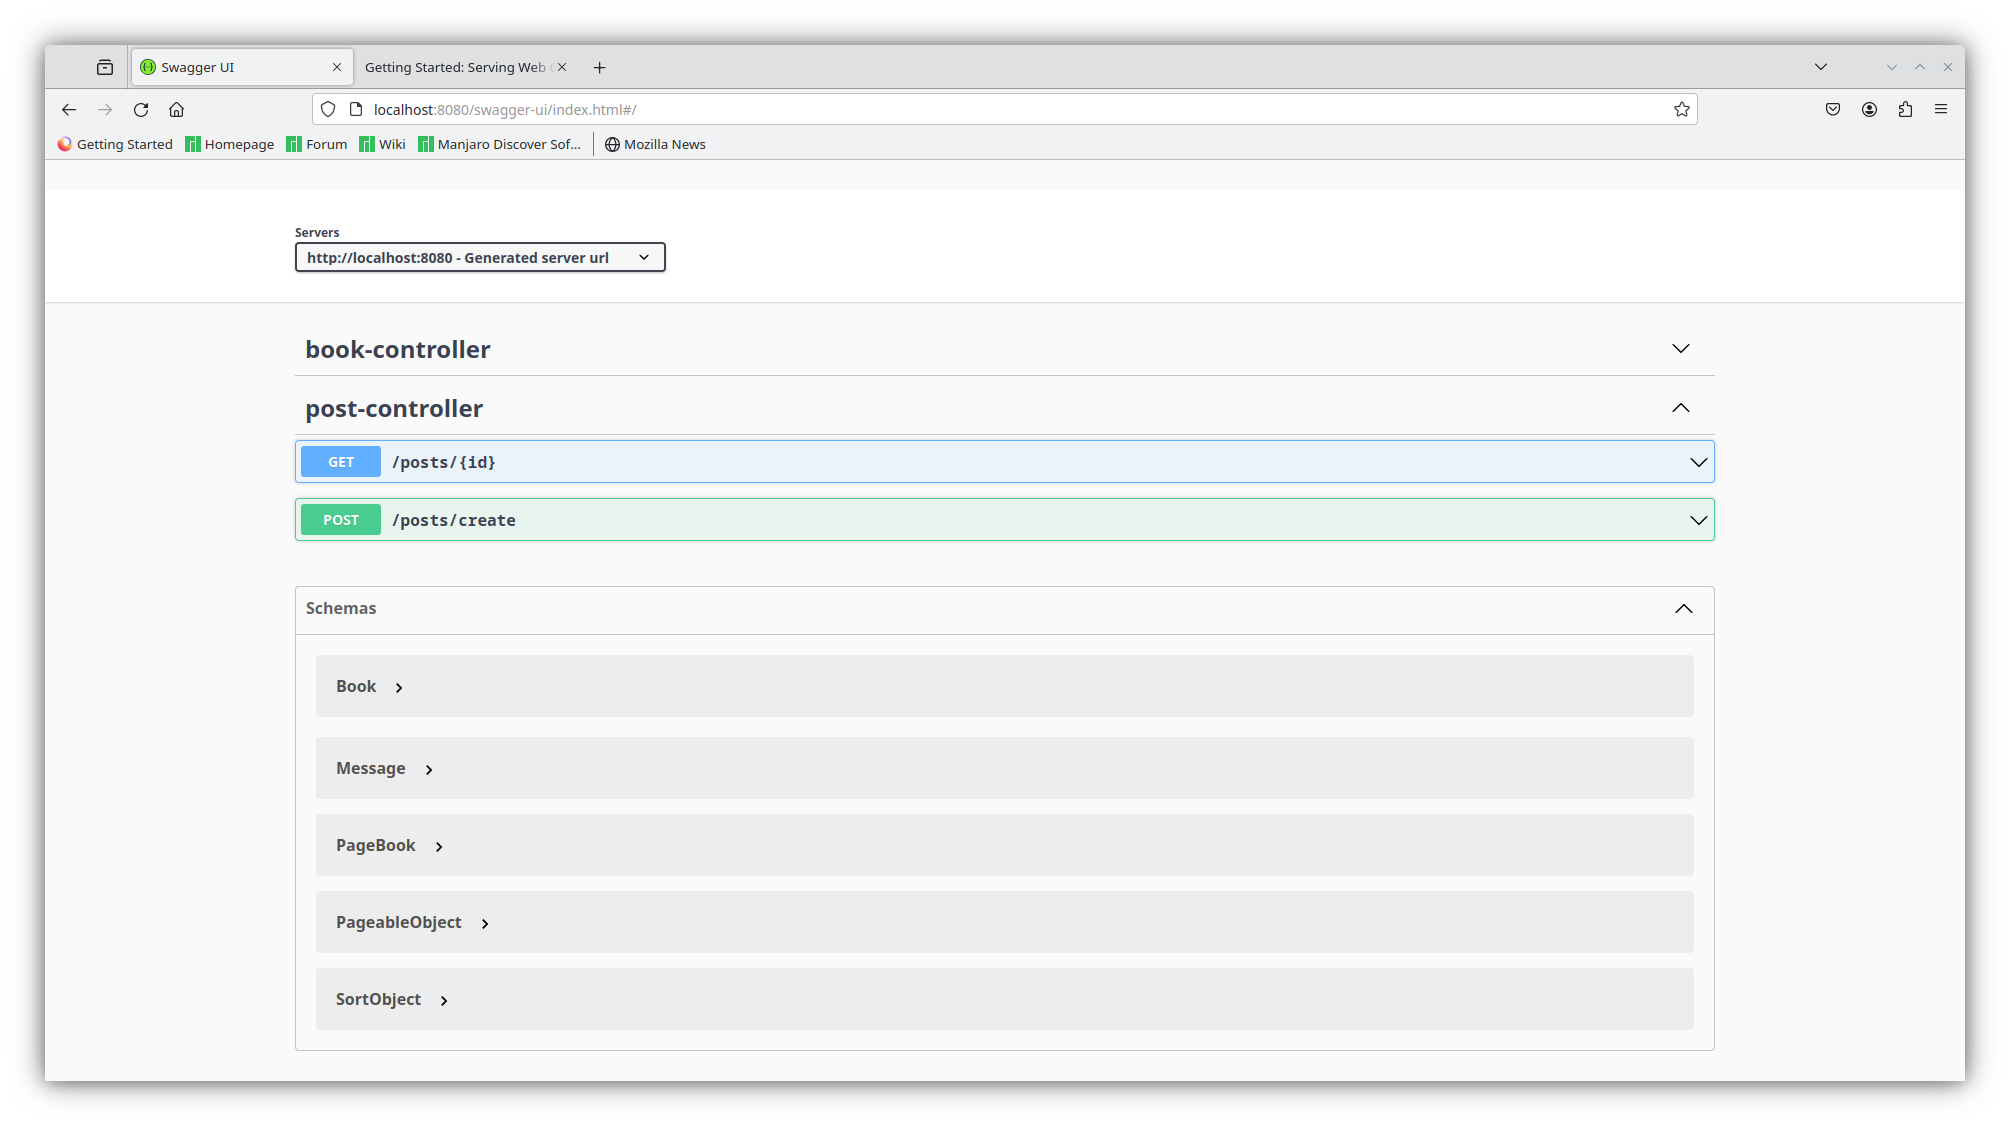 Swagger UI
Getting Started: Serving Web
localhost:8080/swagger-ui/index.html#/
Getting Started Homepage Forum Wiki Manjaro Discover Sof... Mozilla News
Servers
http://localhost:8080 - Generated server url
book-controller
post-controller
GET /posts/{id}
POST /posts/create
Schemas
Book
Message
PageBook
PageableObject
SortObject